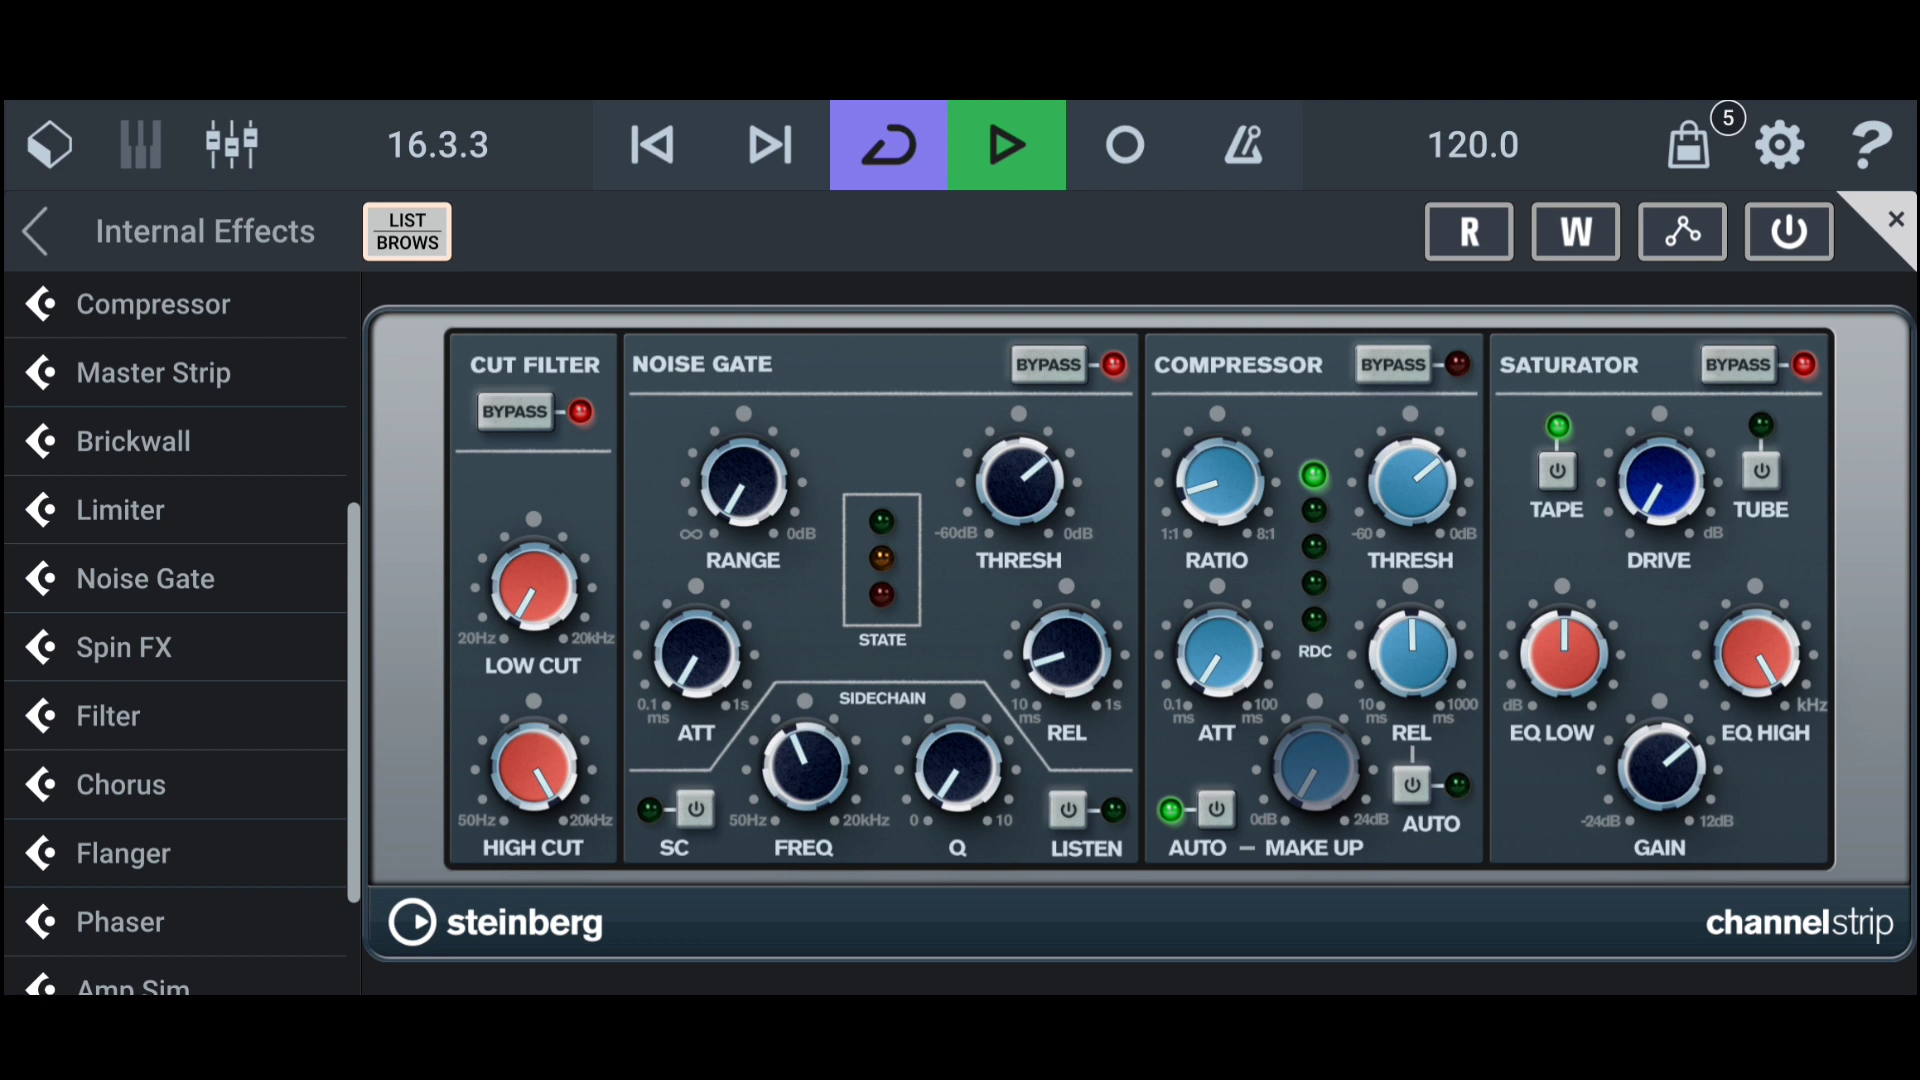 16.3.3
120.0
5
?
Internal Effects
LIST
BROWS
R
W
Compressor
Master Strip
Brickwall
Limiter
Noise Gate
Spin FX
Filter
Chorus
Flanger
Phaser
Amp Sim
CUT FILTER
BYPASS
20Hz 20kHz
LOW CUT
50Hz 20kHz
HIGH CUT
NOISE GATE
BYPASS
∞ 0dB
RANGE
-60dB 0dB
THRESH
STATE
0.1 ms 1s
ATT
10 ms 1s
REL
SIDECHAIN
SC
50Hz 20kHz
FREQ
0 10
Q
LISTEN
COMPRESSOR
BYPASS
1:1 8:1
RATIO
-60 0dB
THRESH
RDC
0.1 ms 100 ms
ATT
10 ms 1000 ms
REL
0dB 24dB
AUTO
AUTO – MAKE UP
SATURATOR
BYPASS
TAPE
dB
DRIVE
TUBE
dB
EQ LOW
kHz
EQ HIGH
-24dB 12dB
GAIN
steinberg
channelstrip